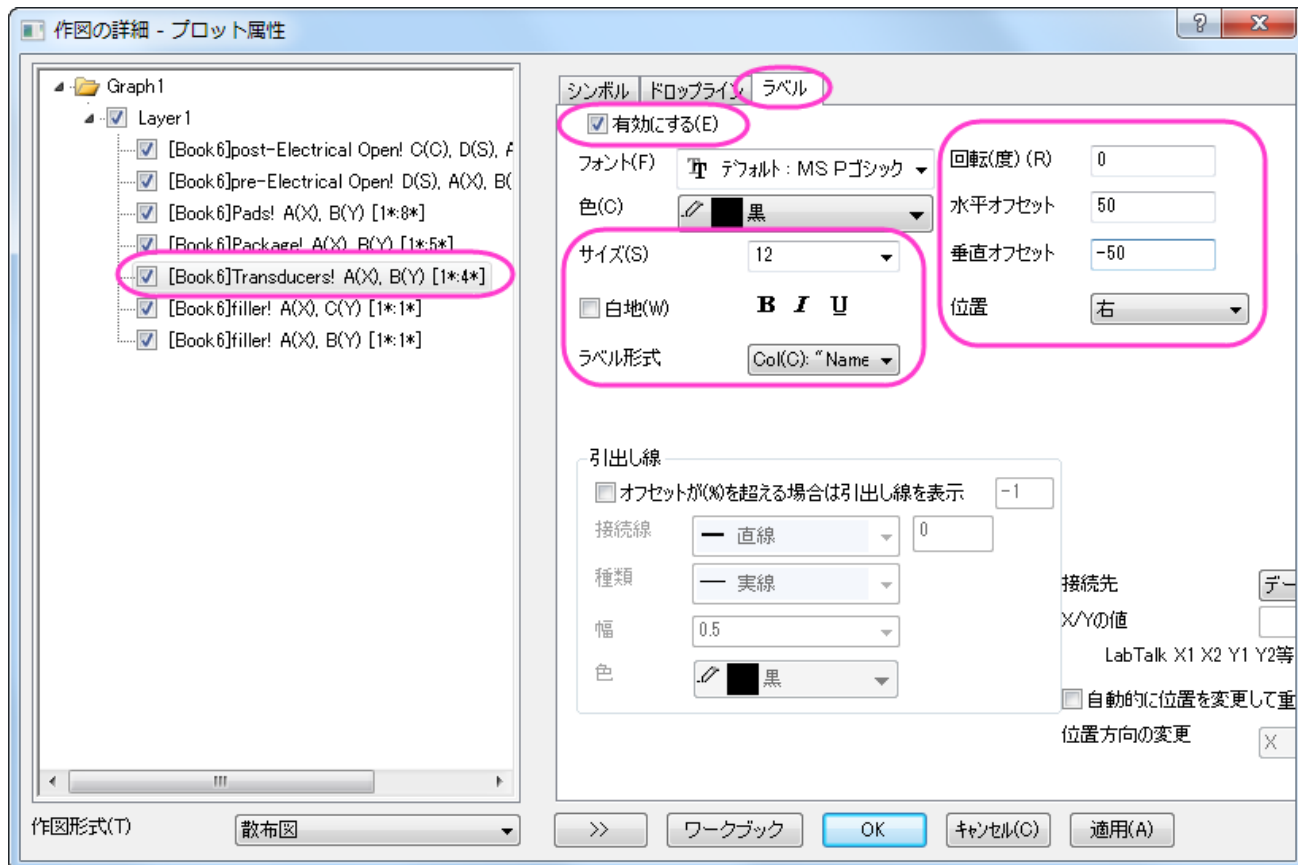 作図の詳細 - プロット属性
Graph1
Layer1
[Book6]post-Electrical Open! C(C), D(S), A
[Book6]pre-Electrical Open! D(S), A(X), B(
[Book6]Pads! A(X), B(Y) [1*:8*]
[Book6]Package! A(X), B(Y) [1*:5*]
[Book6]Transducers! A(X), B(Y) [1*:4*]
[Book6]filler! A(X), C(Y) [1*:1*]
[Book6]filler! A(X), B(Y) [1*:1*]
作図形式(T) 散布図
シンボル ドロップライン ラベル
有効にする(E)
フォント(F) デフォルト : MS Pゴシック
色(C) 黒
サイズ(S) 12
白地(W) B I U
ラベル形式 Col(C): "Name
回転(度) (R) 0
水平オフセット 50
垂直オフセット -50
位置 右
引出し線
オフセットが(%)を超える場合は引出し線を表示 -1
接続線 直線 0
種類 実線
幅 0.5
色 黒
接続先 デー
X/Yの値
LabTalk X1 X2 Y1 Y2等
自動的に位置を変更して重
位置方向の変更 X
>> ワークブック OK キャンセル(C) 適用(A)